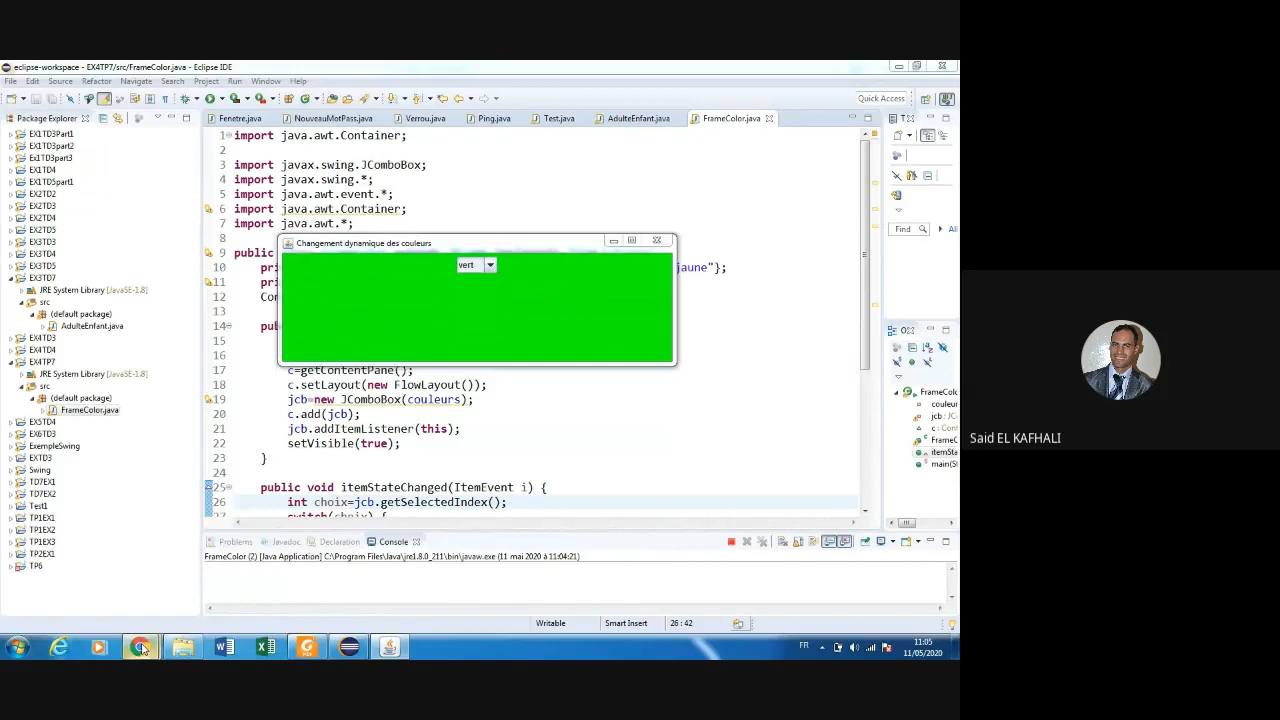 eclipse-workspace - EX4TP7/src/FrameColor.java - Eclipse IDE
File Edit Source Refactor Navigate Search Project Run Window Help
Quick Access
Package Explorer
Fenetre.java NouveauMotPass.java Verrou.java Ping.java Test.java AdulteEnfant.java FrameColor.java
EX1TD3Part1
EX1TD3part2
Ex1TD3part3
EX1TD4
EX1TD5part1
EX2TD2
EX2TD3
EX2TD4
EX2TD5
EX3TD3
EX3TD4
EX3TD5
EX3TD7
JRE System Library [JavaSE-1.8]
src
(default package)
AdulteEnfant.java
EX4TD3
EX4TD4
EX4TP7
JRE System Library [JavaSE-1.8]
src
(default package)
FrameColor.java
EX5TD4
EX6TD3
ExempleSwing
EXTD3
Swing
TD7EX1
TD7EX2
Test1
TP1EX1
TP1EX2
TP1EX3
TP2EX1
TP6
1 import java.awt.Container;
2
3 import javax.swing.JComboBox;
4 import javax.swing.*;
5 import java.awt.event.*;
6 import java.awt.Container;
7 import java.awt.*;
8
9 public
10 pri jaune"};
11 pri
12 Con
13
14 pub
15
16
17 c=getContentPane();
18 c.setLayout(new FlowLayout());
19 jcb=new JComboBox(couleurs);
20 c.add(jcb);
21 jcb.addItemListener(this);
22 setVisible(true);
23 }
24
25 public void itemStateChanged(ItemEvent i) {
26 int choix=jcb.getSelectedIndex();
27 switch(choix) {
Changement dynamique des couleurs
vert
Find All
FrameCol
couleu
jcb : JC
c : Cont
FrameC
itemSta
main(S
Problems Javadoc Declaration Console
FrameColor (2) [Java Application] C:\Program Files\Java\jre1.8.0_211\bin\javaw.exe (11 mai 2020 à 11:04:21)
Writable Smart Insert 26 : 42
FR
11:05
11/05/2020
Said EL KAFHALI